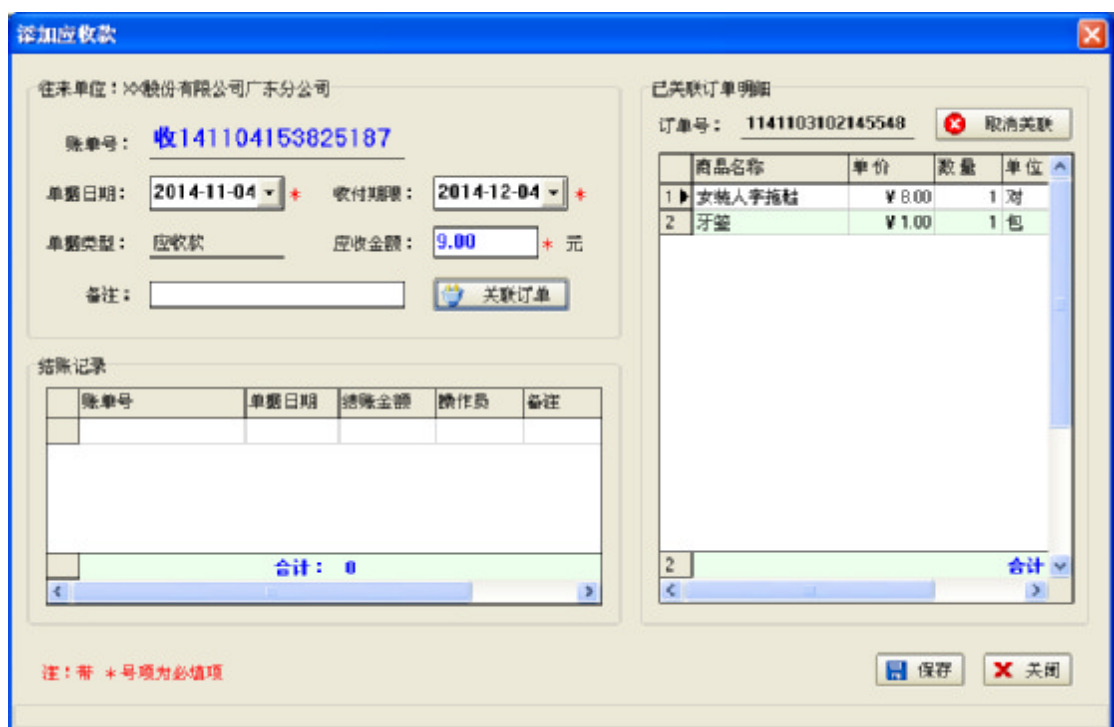 添加应收款
往来单位：XX股份有限公司广东分公司
账单号： 收141104153825187
单据日期： 2014-11-04 * 收付期限： 2014-12-04 *
单据类型： 应收款 应收金额： 9.00 * 元
备注： 关联订单
结账记录
账单号 单据日期 结账金额 操作员 备注
合计： 0
已关联订单明细
订单号： 1141103102145548 取消关联
商品名称 单价 数量 单位
1 女装人字拖鞋 ￥8.00 1 对
2 牙签 ￥1.00 1 包
2 合计
注：带 *号项为必填项
保存 关闭